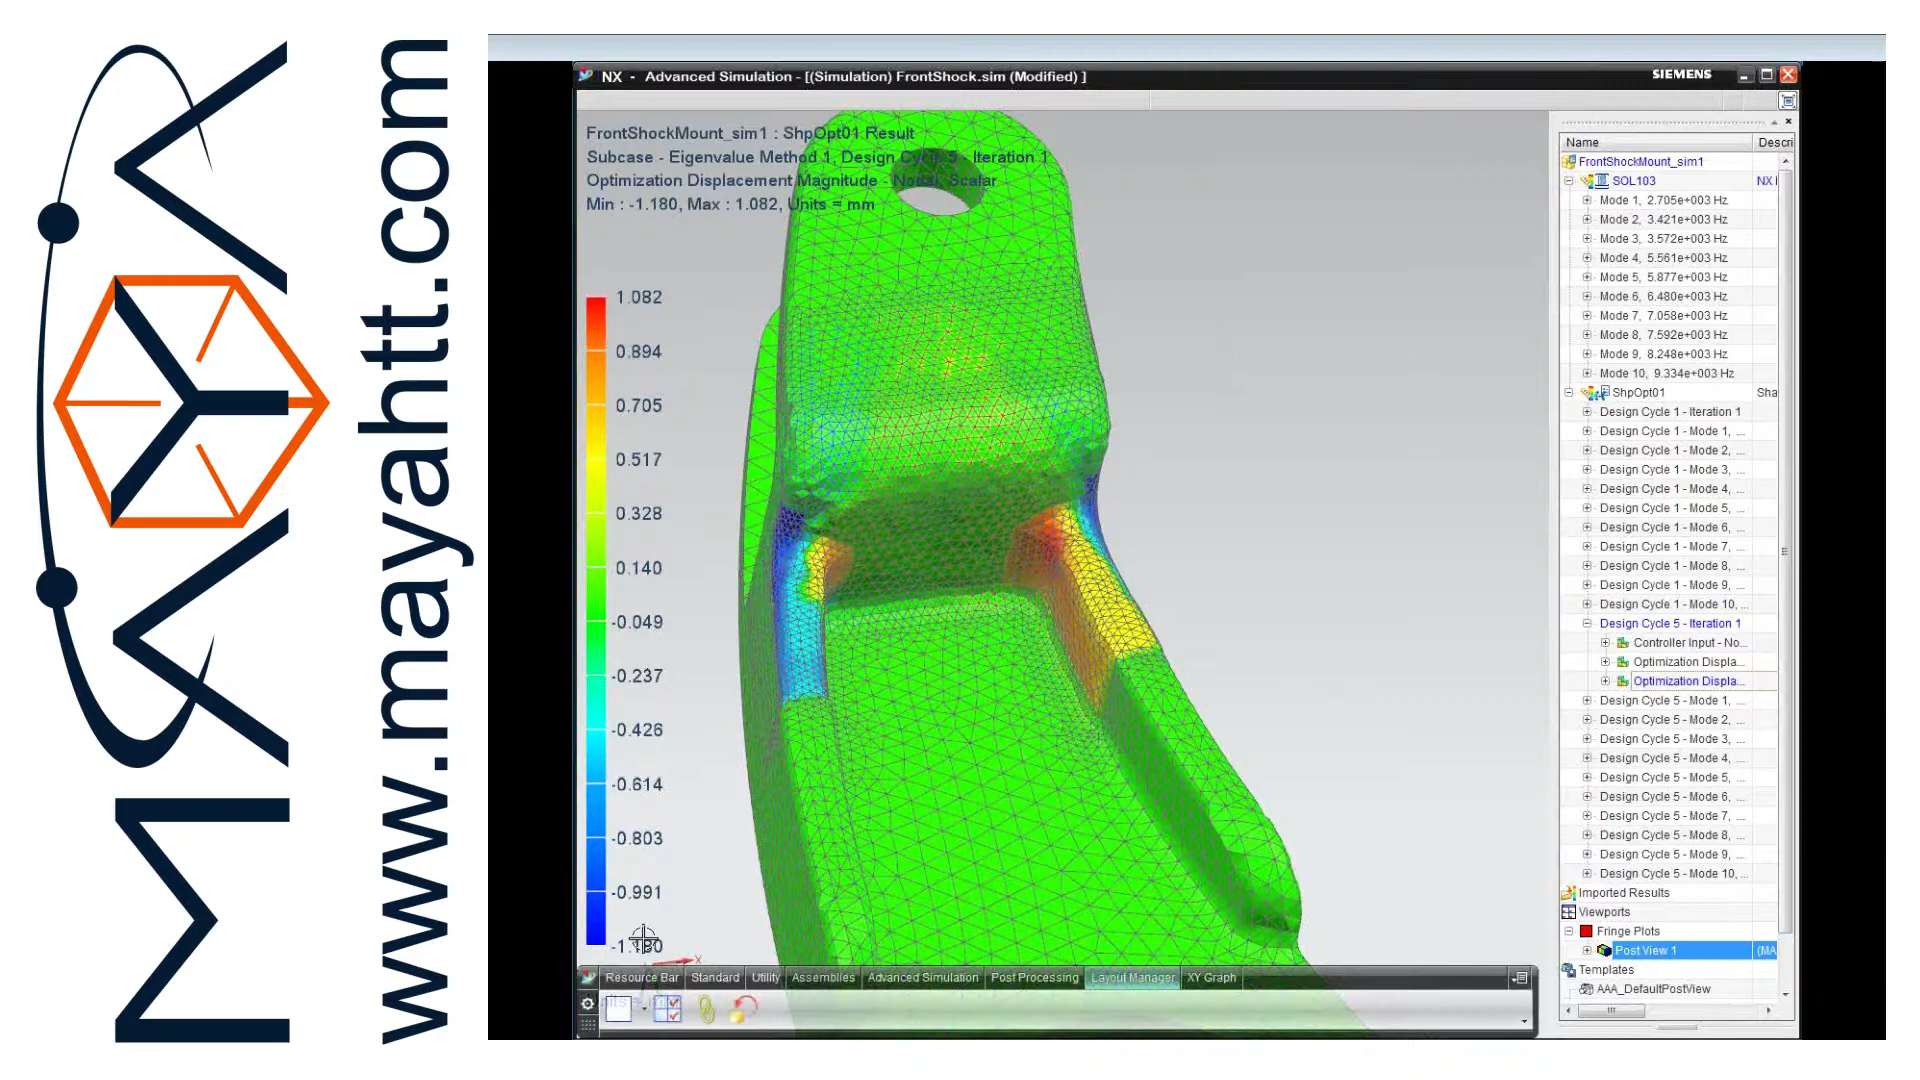 MAYA
www.mayahtt.com
NX - Advanced Simulation - [(Simulation) FrontShock.sim (Modified) ]
SIEMENS
FrontShockMount_sim1 : ShpOpt01 Result
Subcase - Eigenvalue Method 1, Design Cycle 5 - Iteration 1
Optimization Displacement Magnitude - Nodal, Scalar
Min : -1.180, Max : 1.082, Units = mm
1.082
0.894
0.705
0.517
0.328
0.140
-0.049
-0.237
-0.426
-0.614
-0.803
-0.991
-1.180
X
Resource Bar
Standard
Utility
Assemblies
Advanced Simulation
Post Processing
Layout Manager
XY Graph
Name
Descri
FrontShockMount_sim1
SOL103
NX I
Mode 1, 2.705e+003 Hz
Mode 2, 3.421e+003 Hz
Mode 3, 3.572e+003 Hz
Mode 4, 5.561e+003 Hz
Mode 5, 5.877e+003 Hz
Mode 6, 6.480e+003 Hz
Mode 7, 7.058e+003 Hz
Mode 8, 7.592e+003 Hz
Mode 9, 8.248e+003 Hz
Mode 10, 9.334e+003 Hz
ShpOpt01
Sha
Design Cycle 1 - Iteration 1
Design Cycle 1 - Mode 1, ...
Design Cycle 1 - Mode 2, ...
Design Cycle 1 - Mode 3, ...
Design Cycle 1 - Mode 4, ...
Design Cycle 1 - Mode 5, ...
Design Cycle 1 - Mode 6, ...
Design Cycle 1 - Mode 7, ...
Design Cycle 1 - Mode 8, ...
Design Cycle 1 - Mode 9, ...
Design Cycle 1 - Mode 10, ...
Design Cycle 5 - Iteration 1
Controller Input - No...
Optimization Displa...
Optimization Displa...
Design Cycle 5 - Mode 1, ...
Design Cycle 5 - Mode 2, ...
Design Cycle 5 - Mode 3, ...
Design Cycle 5 - Mode 4, ...
Design Cycle 5 - Mode 5, ...
Design Cycle 5 - Mode 6, ...
Design Cycle 5 - Mode 7, ...
Design Cycle 5 - Mode 8, ...
Design Cycle 5 - Mode 9, ...
Design Cycle 5 - Mode 10, ...
Imported Results
Viewports
Fringe Plots
Post View 1
(MA
Templates
AAA_DefaultPostView